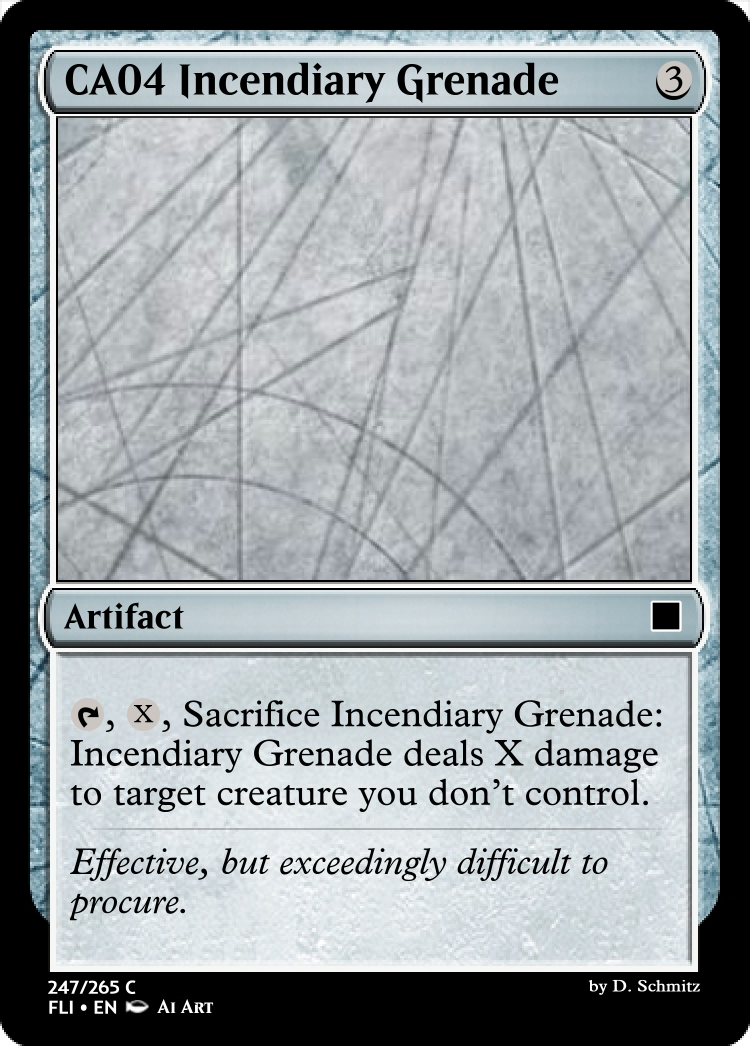 CA04 Incendiary Grenade 3
Artifact
, X, Sacrifice Incendiary Grenade:
Incendiary Grenade deals X damage
to target creature you don't control.
Effective, but exceedingly difficult to
procure.
247/265 C
by D. Schmitz
FLI • EN AI ART